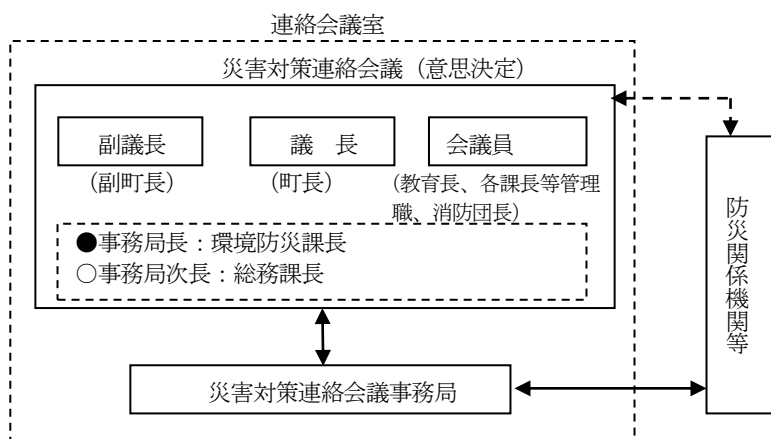 連絡会議室
災害対策連絡会議（意思決定）
副議長
議　長
会議員
（副町長）
（町長）
（教育長、各課長等管理
職、消防団長）
●事務局長：環境防災課長
○事務局次長：総務課長
災害対策連絡会議事務局
防災関係機関等